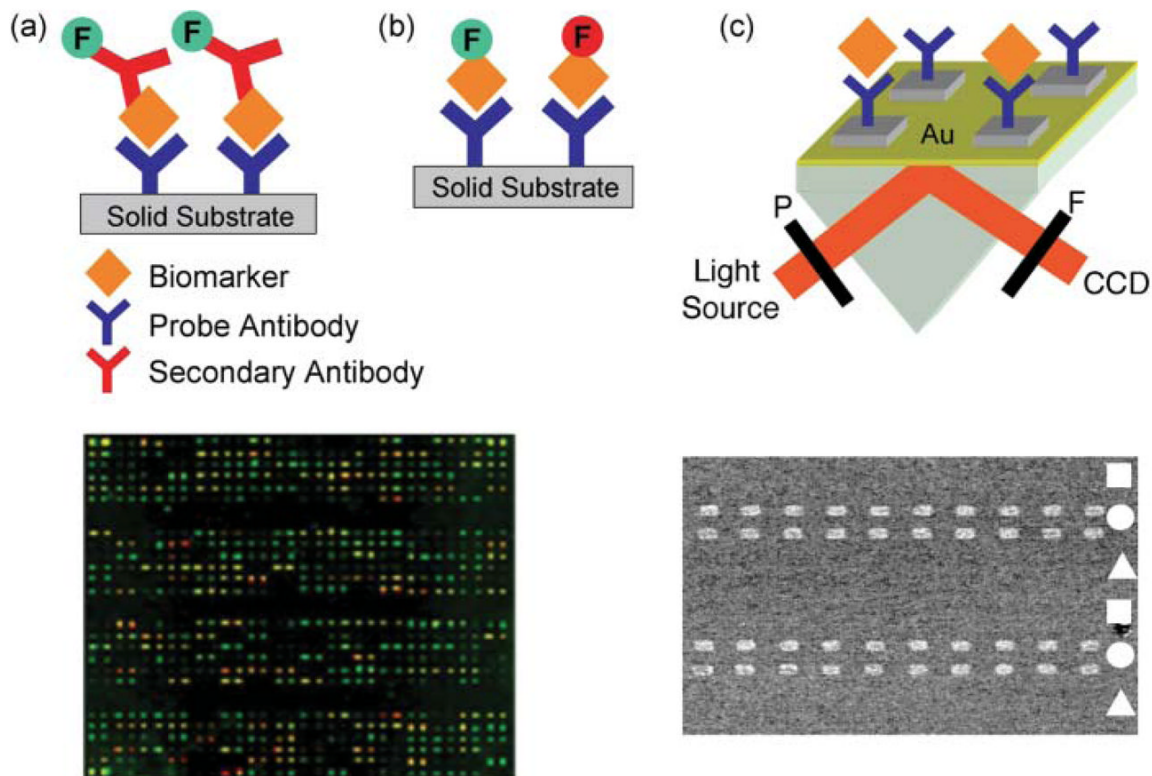 (a)
F
F
Solid Substrate
(b)
F
F
Solid Substrate
(c)
Au
P
F
Light
Source
CCD
Biomarker
Probe Antibody
Secondary Antibody